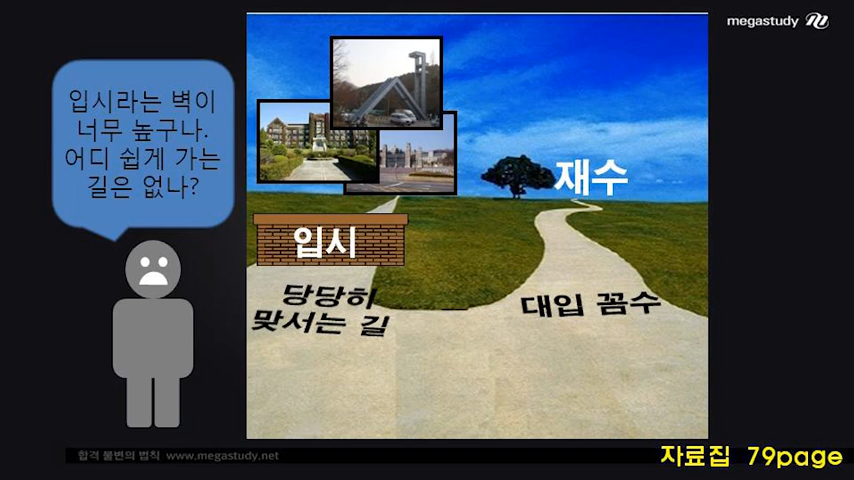 megastudy
입시라는 벽이
너무 높구나.
어디 쉽게 가는
길은 없나?
재수
입시
당당히
맞서는 길
대입 꼼수
합격 불변의 법칙 www.megastudy.net
자료집 79page